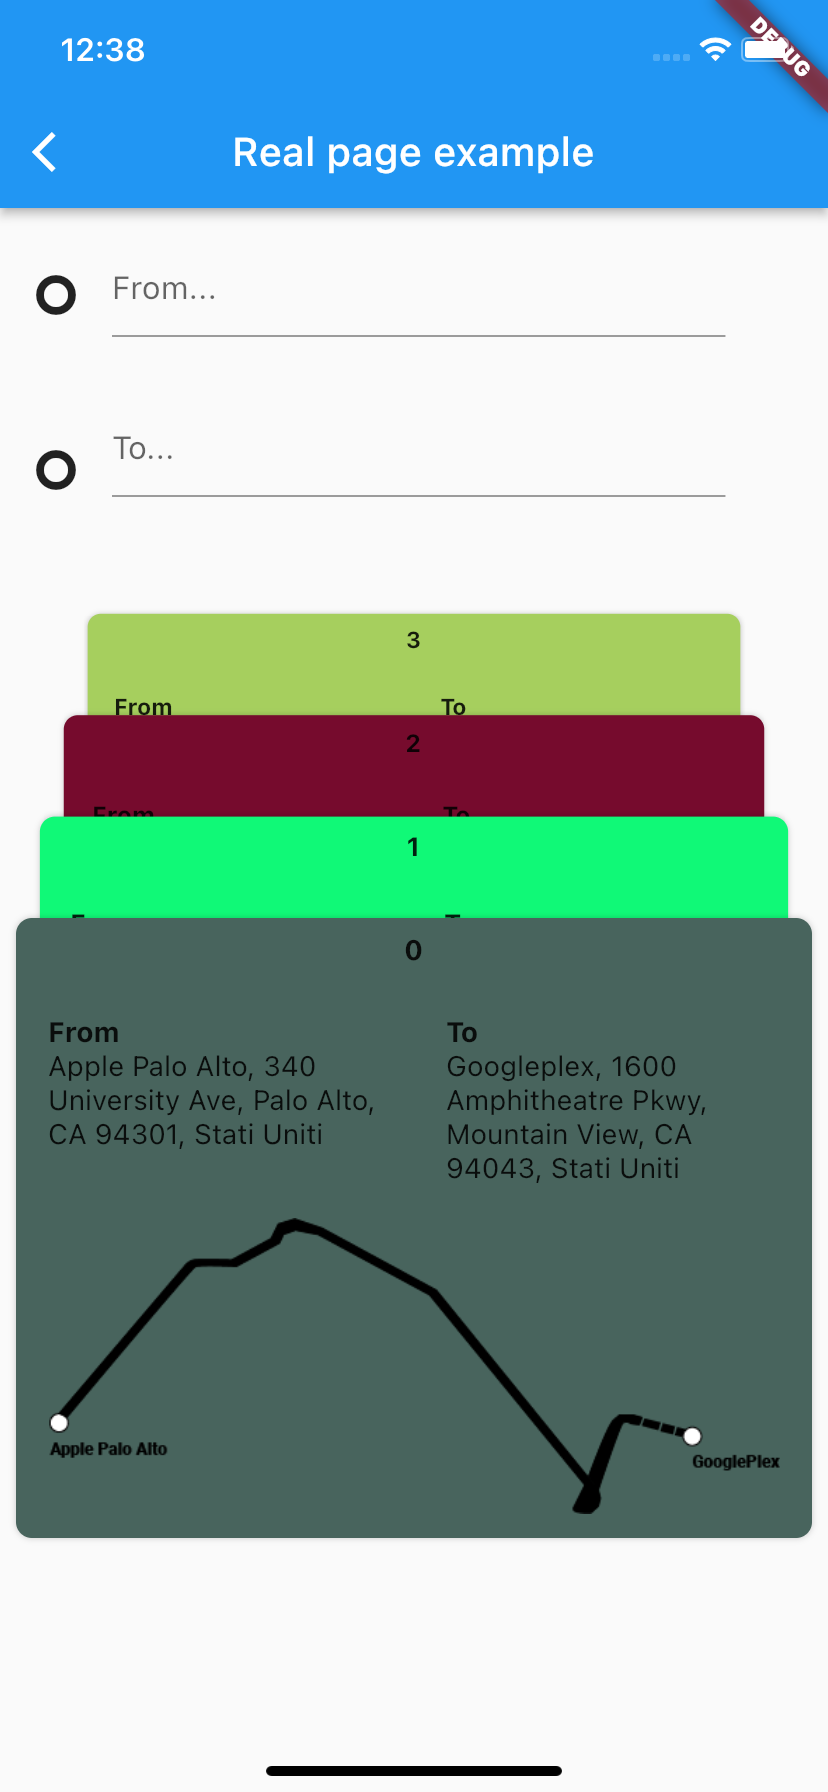 12:38
DEBUG
Real page example
From...
To...
3
From To
2
From To
1
0
From To
Apple Palo Alto, 340
University Ave, Palo Alto,
CA 94301, Stati Uniti
Googleplex, 1600
Amphitheatre Pkwy,
Mountain View, CA
94043, Stati Uniti
Apple Palo Alto
GooglePlex